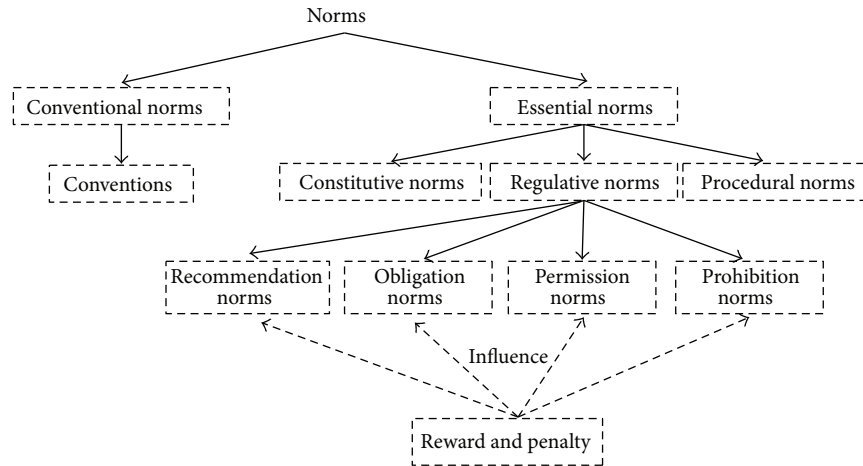 Norms
Conventional norms
Essential norms
Conventions
Constitutive norms
Regulative norms
Procedural norms
Recommendation
norms
Obligation
norms
Permission
norms
Prohibition
norms
Influence
Reward and penalty